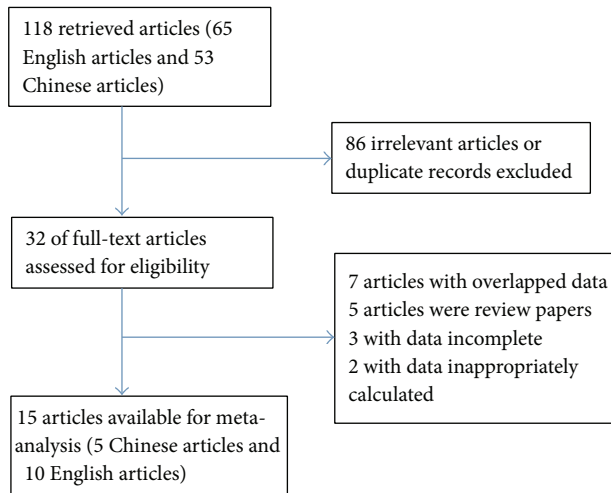 118 retrieved articles (65
English articles and 53
Chinese articles)
86 irrelevant articles or
duplicate records excluded
32 of full-text articles
assessed for eligibility
7 articles with overlapped data
5 articles were review papers
3 with data incomplete
2 with data inappropriately
calculated
15 articles available for meta-
analysis (5 Chinese articles and
10 English articles)